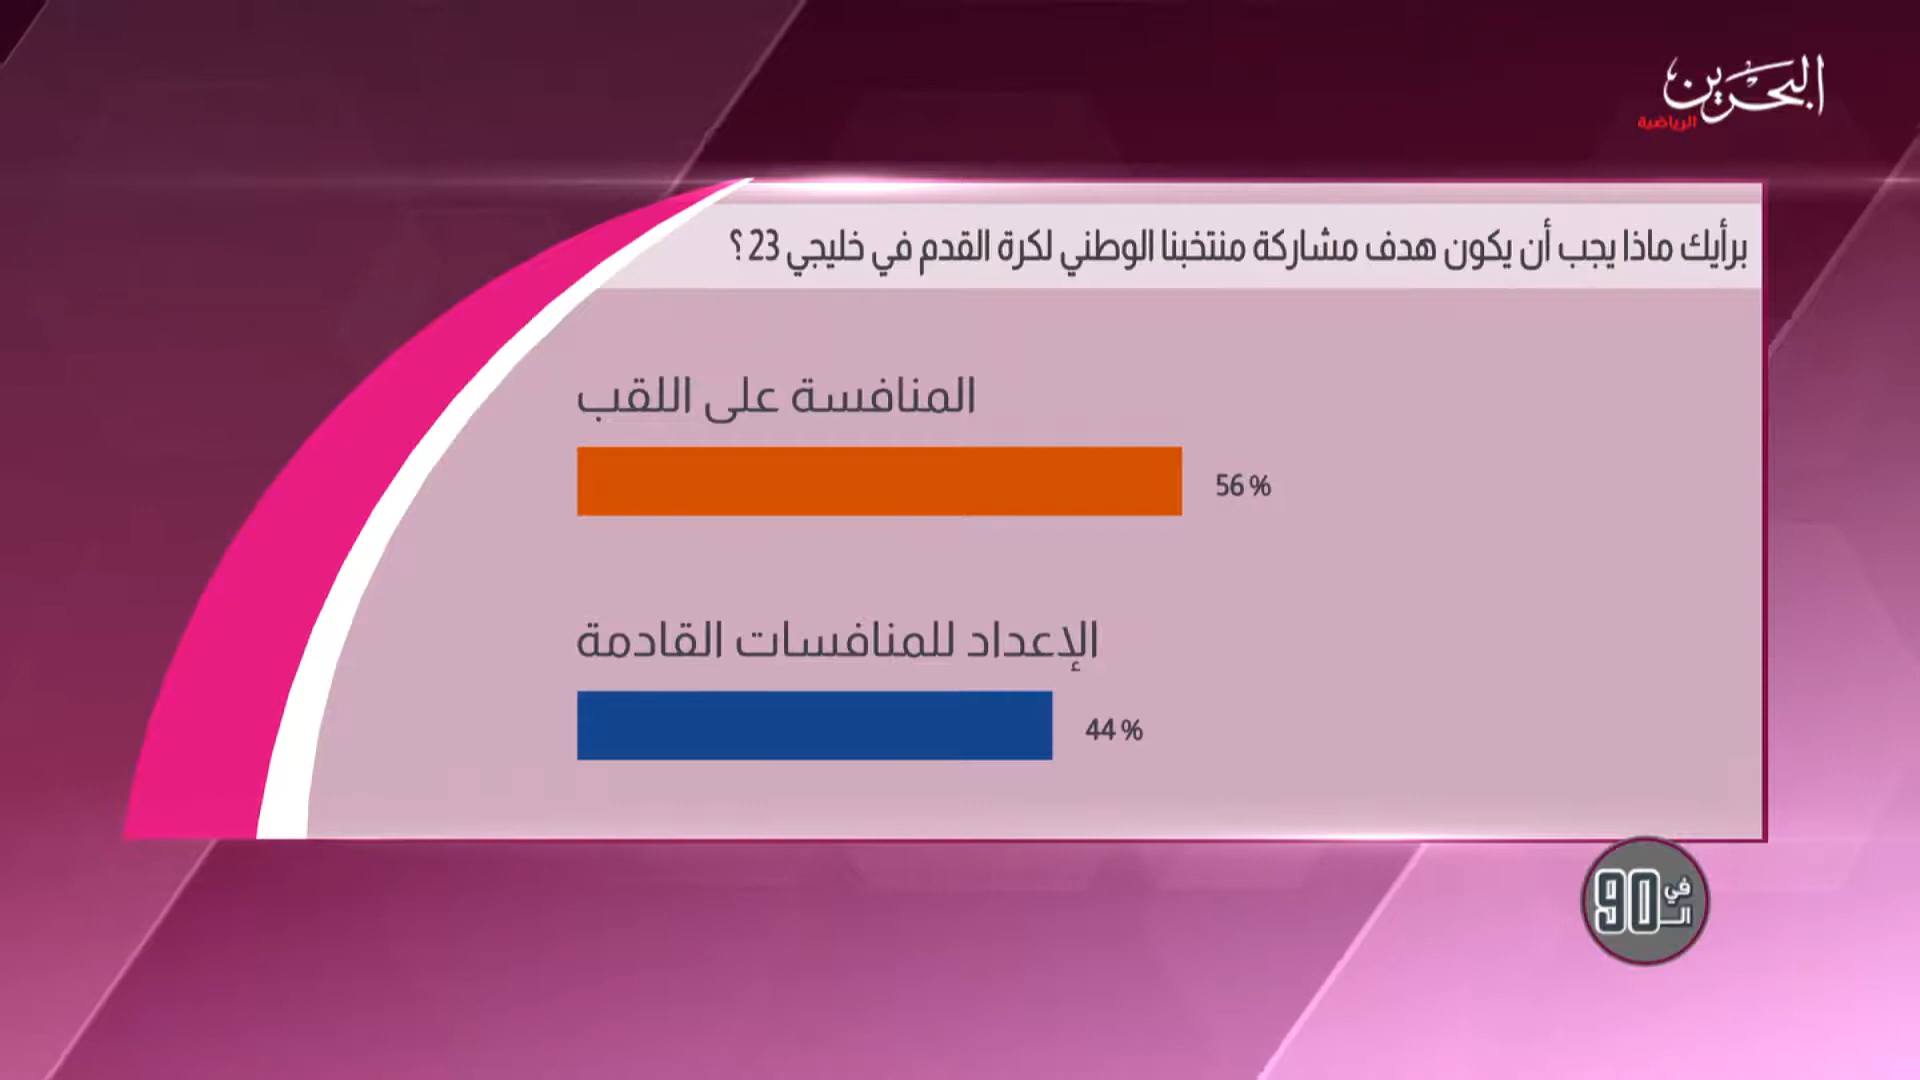 البحرين
الرياضية
برأيك ماذا يجب أن يكون هدف مشاركة منتخبنا الوطني لكرة القدم في خليجي 23 ؟
المنافسة على اللقب
56 %
الإعداد للمنافسات القادمة
44 %
في
الـ 90